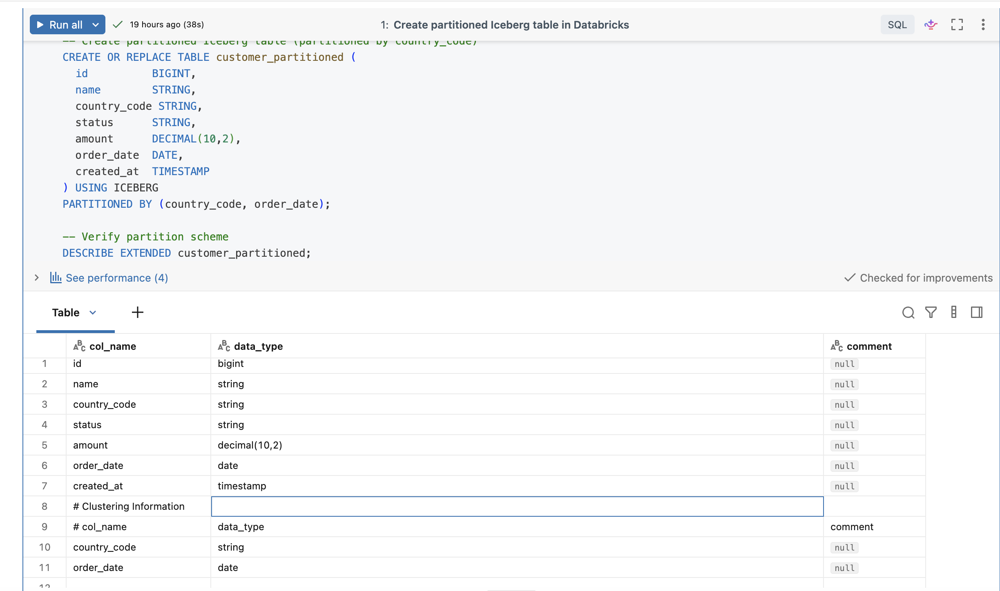 Run all 19 hours ago (38s) 1: Create partitioned Iceberg table in Databricks SQL
-- Create partitioned Iceberg table (partitioned by country_code)
CREATE OR REPLACE TABLE customer_partitioned (
id BIGINT,
name STRING,
country_code STRING,
status STRING,
amount DECIMAL(10,2),
order_date DATE,
created_at TIMESTAMP
) USING ICEBERG
PARTITIONED BY (country_code, order_date);
-- Verify partition scheme
DESCRIBE EXTENDED customer_partitioned;
See performance (4) Checked for improvements
Table
ABC col_name ABC data_type ABC comment
1 id bigint null
2 name string null
3 country_code string null
4 status string null
5 amount decimal(10,2) null
6 order_date date null
7 created_at timestamp null
8 # Clustering Information
9 # col_name data_type comment
10 country_code string null
11 order_date date null
12